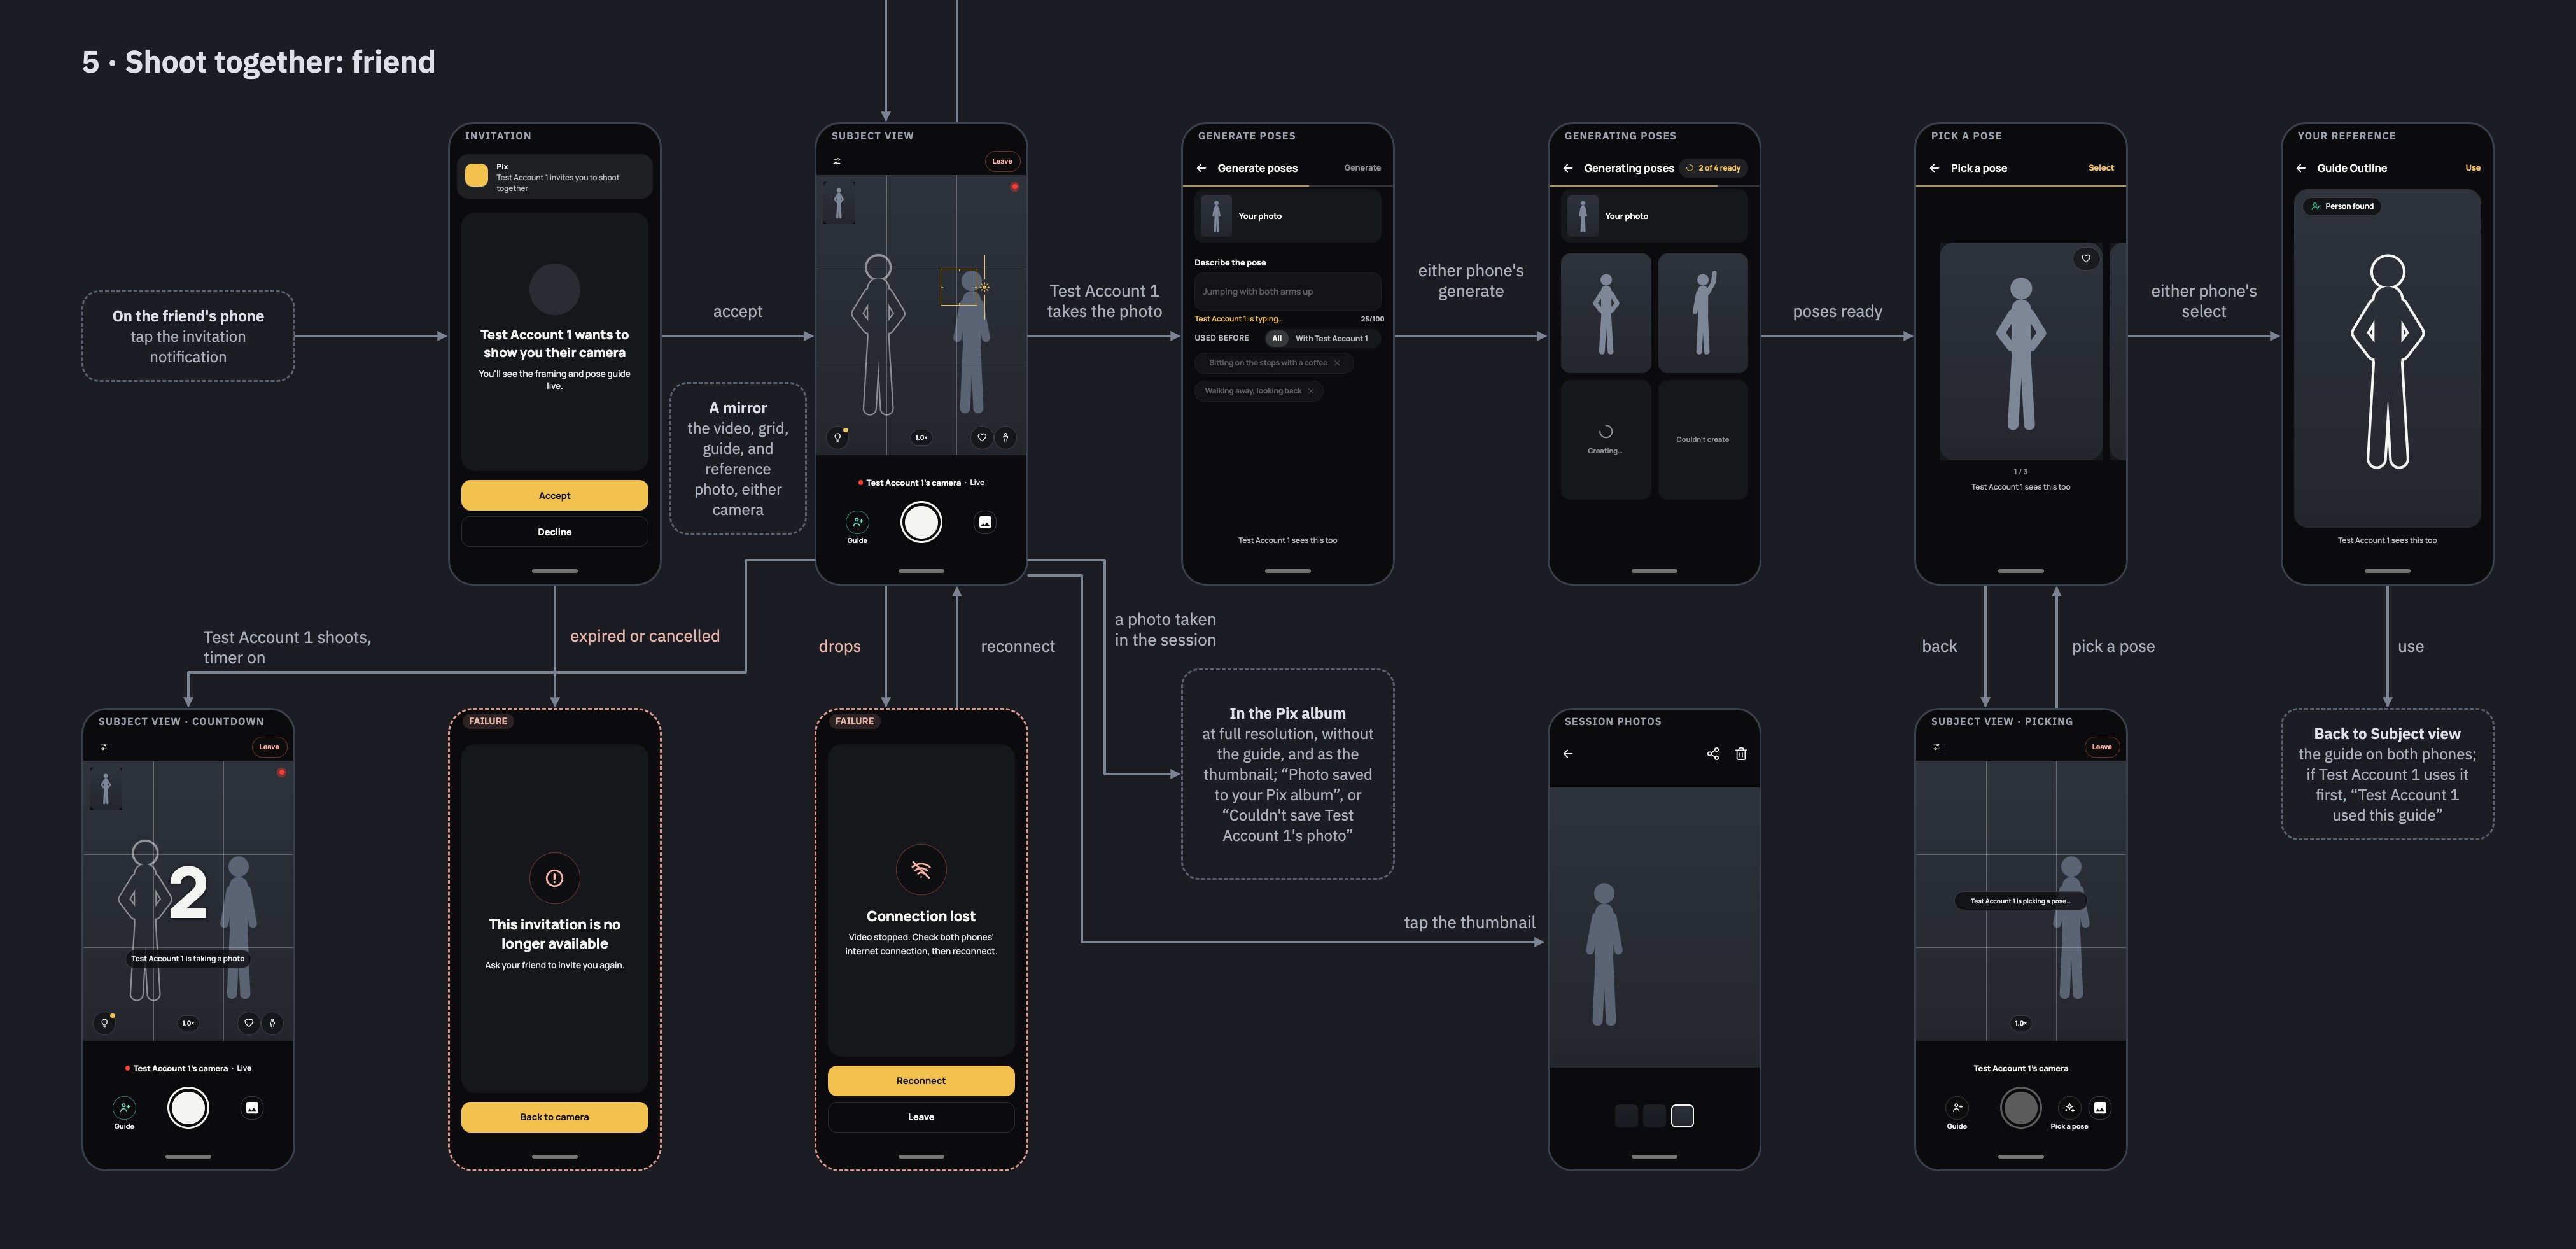 5 · Shoot together: friend
On the friend's phone
tap the invitation
notification
INVITATION
Pix
Test Account 1 invites you to shoot
together
Test Account 1 wants to
show you their camera
You'll see the framing and pose guide
live.
Accept
Decline
accept
A mirror
the video, grid,
guide, and
reference
photo, either
camera
SUBJECT VIEW
Leave
1.0×
Test Account 1's camera · Live
Guide
Test Account 1
takes the photo
GENERATE POSES
Generate poses
Generate
Your photo
Describe the pose
Jumping with both arms up
Test Account 1 is typing…
25/100
USED BEFORE
All
With Test Account 1
Sitting on the steps with a coffee
Walking away, looking back
Test Account 1 sees this too
either phone's
generate
GENERATING POSES
Generating poses
2 of 4 ready
Your photo
Creating…
Couldn't create
poses ready
PICK A POSE
Pick a pose
Select
1 / 3
Test Account 1 sees this too
either phone's
select
YOUR REFERENCE
Guide Outline
Use
Person found
Test Account 1 sees this too
Test Account 1 shoots,
timer on
expired or cancelled
drops
reconnect
a photo taken
in the session
back
pick a pose
use
SUBJECT VIEW · COUNTDOWN
Leave
2
Test Account 1 is taking a photo
1.0×
Test Account 1's camera · Live
Guide
FAILURE
This invitation is no
longer available
Ask your friend to invite you again.
Back to camera
FAILURE
Connection lost
Video stopped. Check both phones'
internet connection, then reconnect.
Reconnect
Leave
In the Pix album
at full resolution, without
the guide, and as the
thumbnail; “Photo saved
to your Pix album”, or
“Couldn't save Test
Account 1's photo”
tap the thumbnail
SESSION PHOTOS
SUBJECT VIEW · PICKING
Leave
Test Account 1 is picking a pose…
1.0×
Test Account 1's camera
Guide
Pick a pose
Back to Subject view
the guide on both phones;
if Test Account 1 uses it
first, “Test Account 1
used this guide”